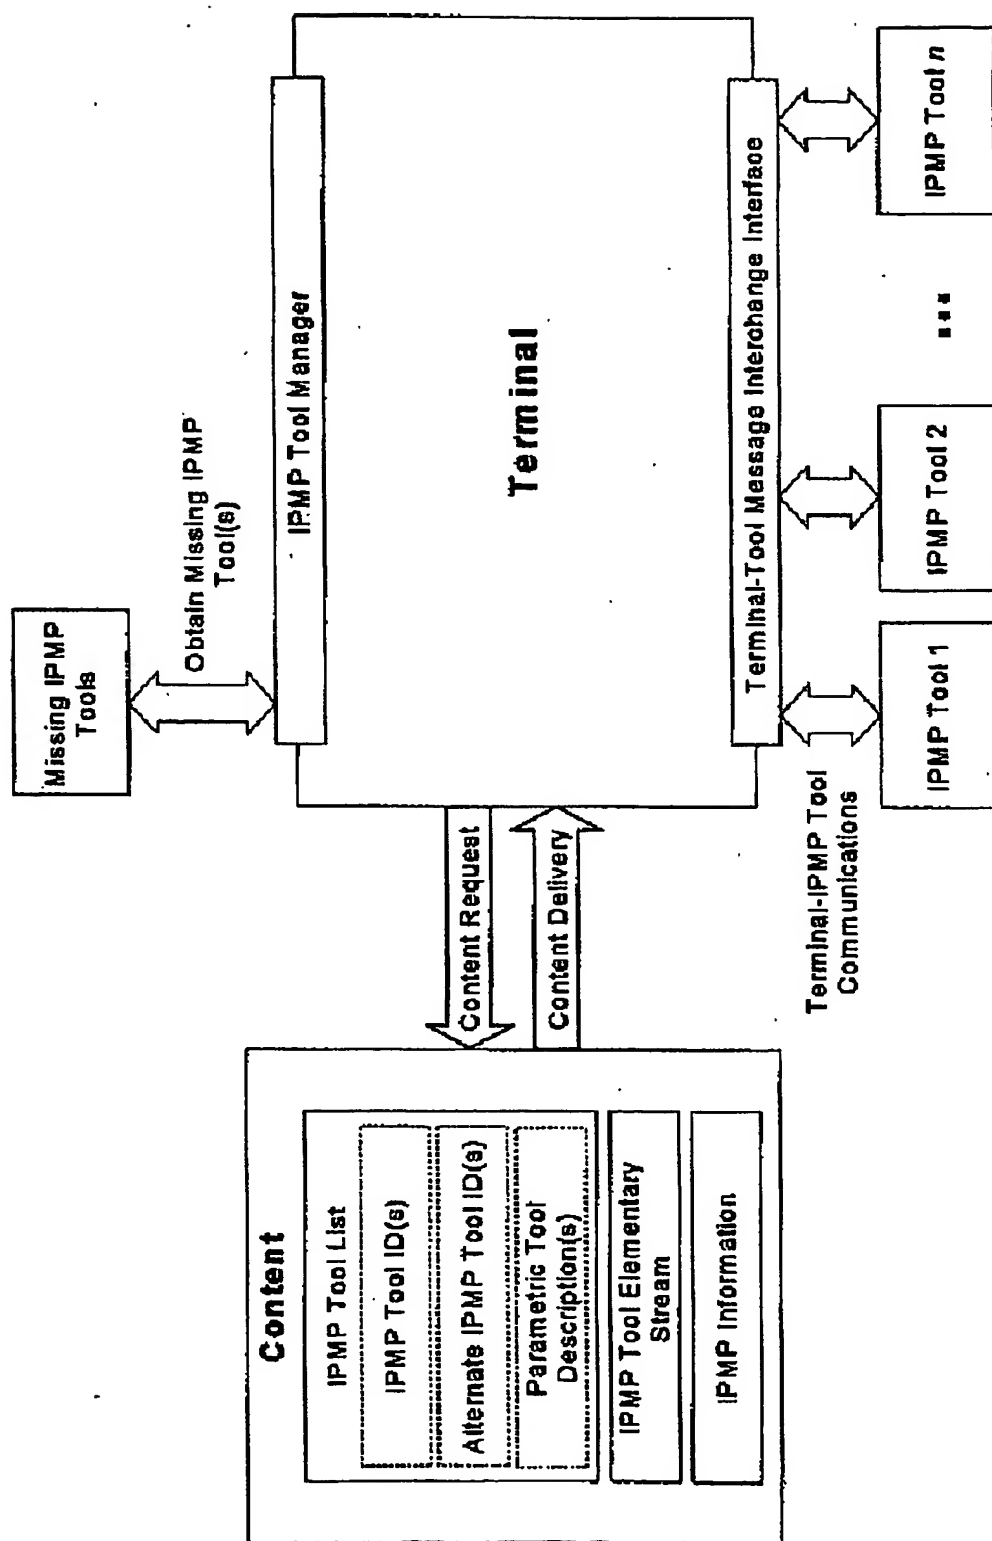 Missing IPMP
Tools
Obtain Missing IPMP
Tool(s)
Content
IPMP Tool List
IPMP Tool ID(s)
Alternate IPMP Tool ID(s)
Parametric Tool
Description(s)
IPMP Tool Elementary
Stream
IPMP Information
Content Request
Content Delivery
IPMP Tool Manager
Terminal
Terminal-Tool Message Interchange Interface
Terminal-IPMP Tool
Communications
IPMP Tool 1
IPMP Tool 2
...
IPMP Tool n